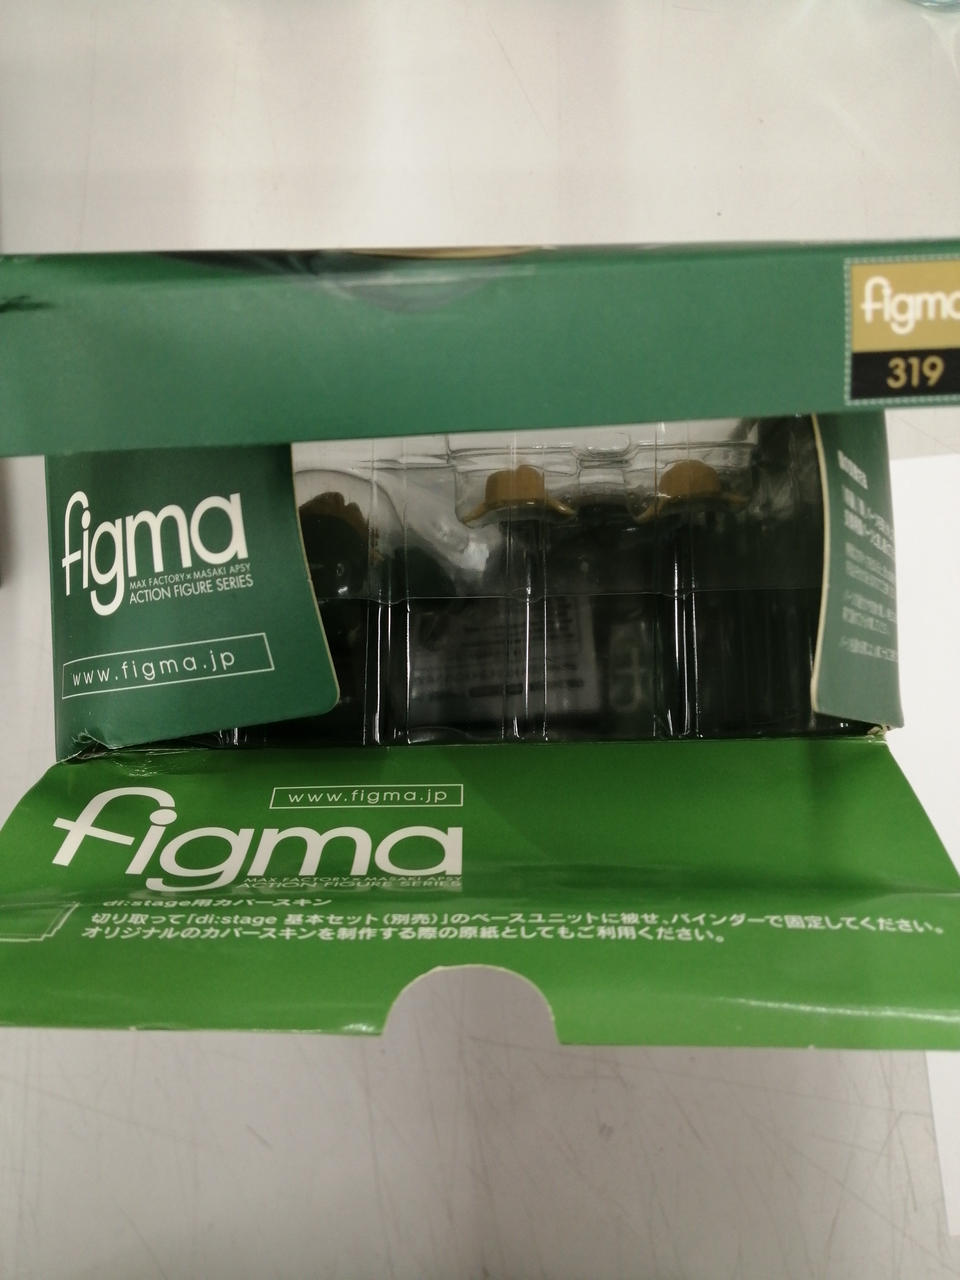 figma
319
figma
MAX FACTORY×MASAKI APSY
ACTION FIGURE SERIES
www.figma.jp
www.figma.jp
figma
MAX FACTORY×MASAKI APSY
ACTION FIGURE SERIES
di:stage用カバースキン
切り取って「di:stage 基本セット(別売)」のベースユニットに被せ、バインダーで固定してください。
オリジナルのカバースキンを制作する際の原紙としてもご利用ください。